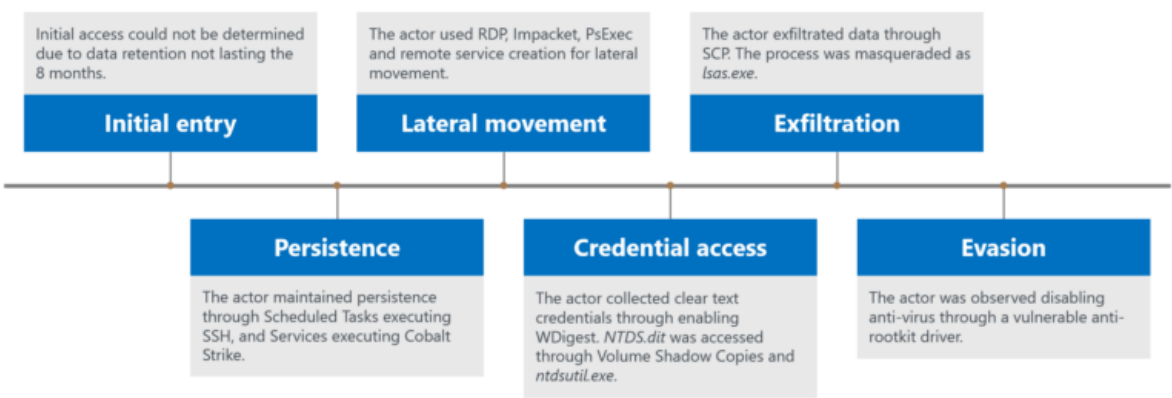 Initial access could not be determined
due to data retention not lasting the
8 months.
Initial entry
The actor used RDP, Impacket, PsExec
and remote service creation for lateral
movement.
Lateral movement
The actor exfiltrated data through
SCP. The process was masqueraded as
lsas.exe.
Exfiltration
Persistence
The actor maintained persistence
through Scheduled Tasks executing
SSH, and Services executing Cobalt
Strike.
Credential access
The actor collected clear text
credentials through enabling
WDigest. NTDS.dit was accessed
through Volume Shadow Copies and
ntdsutil.exe.
Evasion
The actor was observed disabling
anti-virus through a vulnerable anti-
rootkit driver.